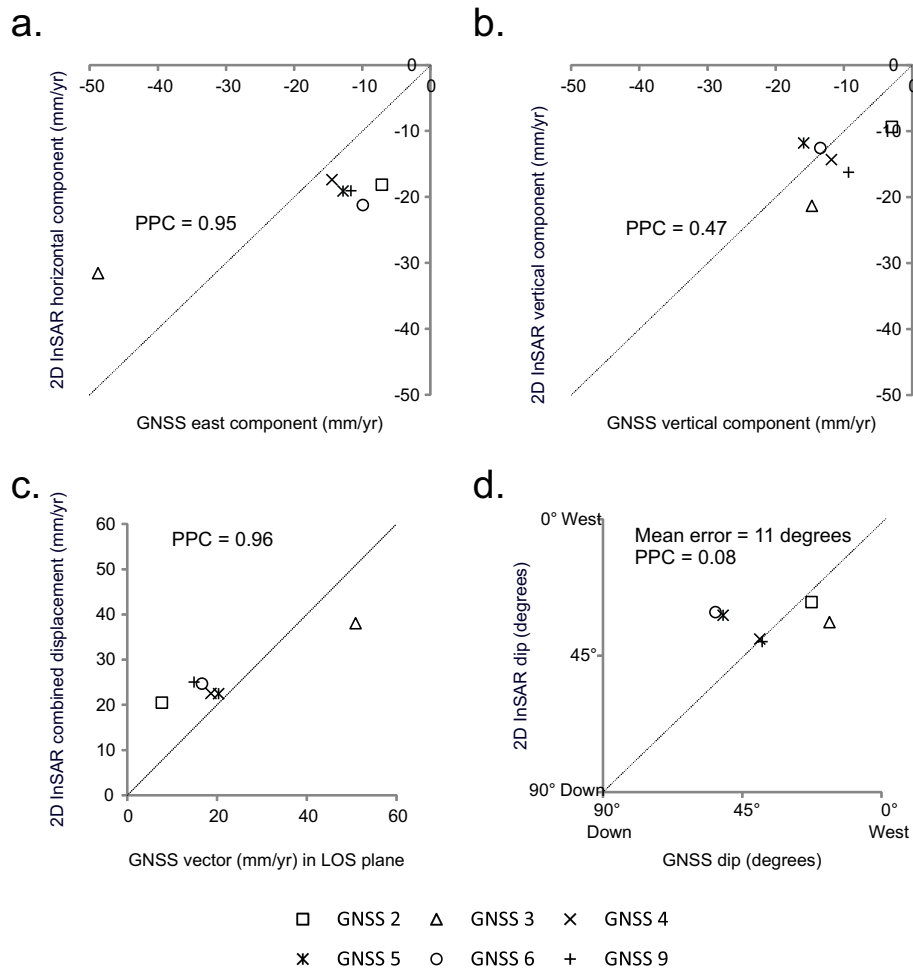 a.
b.
-50 -40 -30 -20 -10 0
0
-10
-20
-30
-40
-50
PPC = 0.95
2D InSAR horizontal component (mm/yr)
GNSS east component (mm/yr)
-50 -40 -30 -20 -10 0
0
-10
-20
-30
-40
-50
PPC = 0.47
2D InSAR vertical component (mm/yr)
GNSS vertical component (mm/yr)
c.
d.
60
50
40
30
20
10
0
PPC = 0.96
2D InSAR combined displacement (mm/yr)
0 20 40 60
GNSS vector (mm/yr) in LOS plane
0° West
45°
90° Down
Mean error = 11 degrees
PPC = 0.08
2D InSAR dip (degrees)
90° 45° 0°
Down West
GNSS dip (degrees)
GNSS 2 GNSS 3 GNSS 4
GNSS 5 GNSS 6 GNSS 9